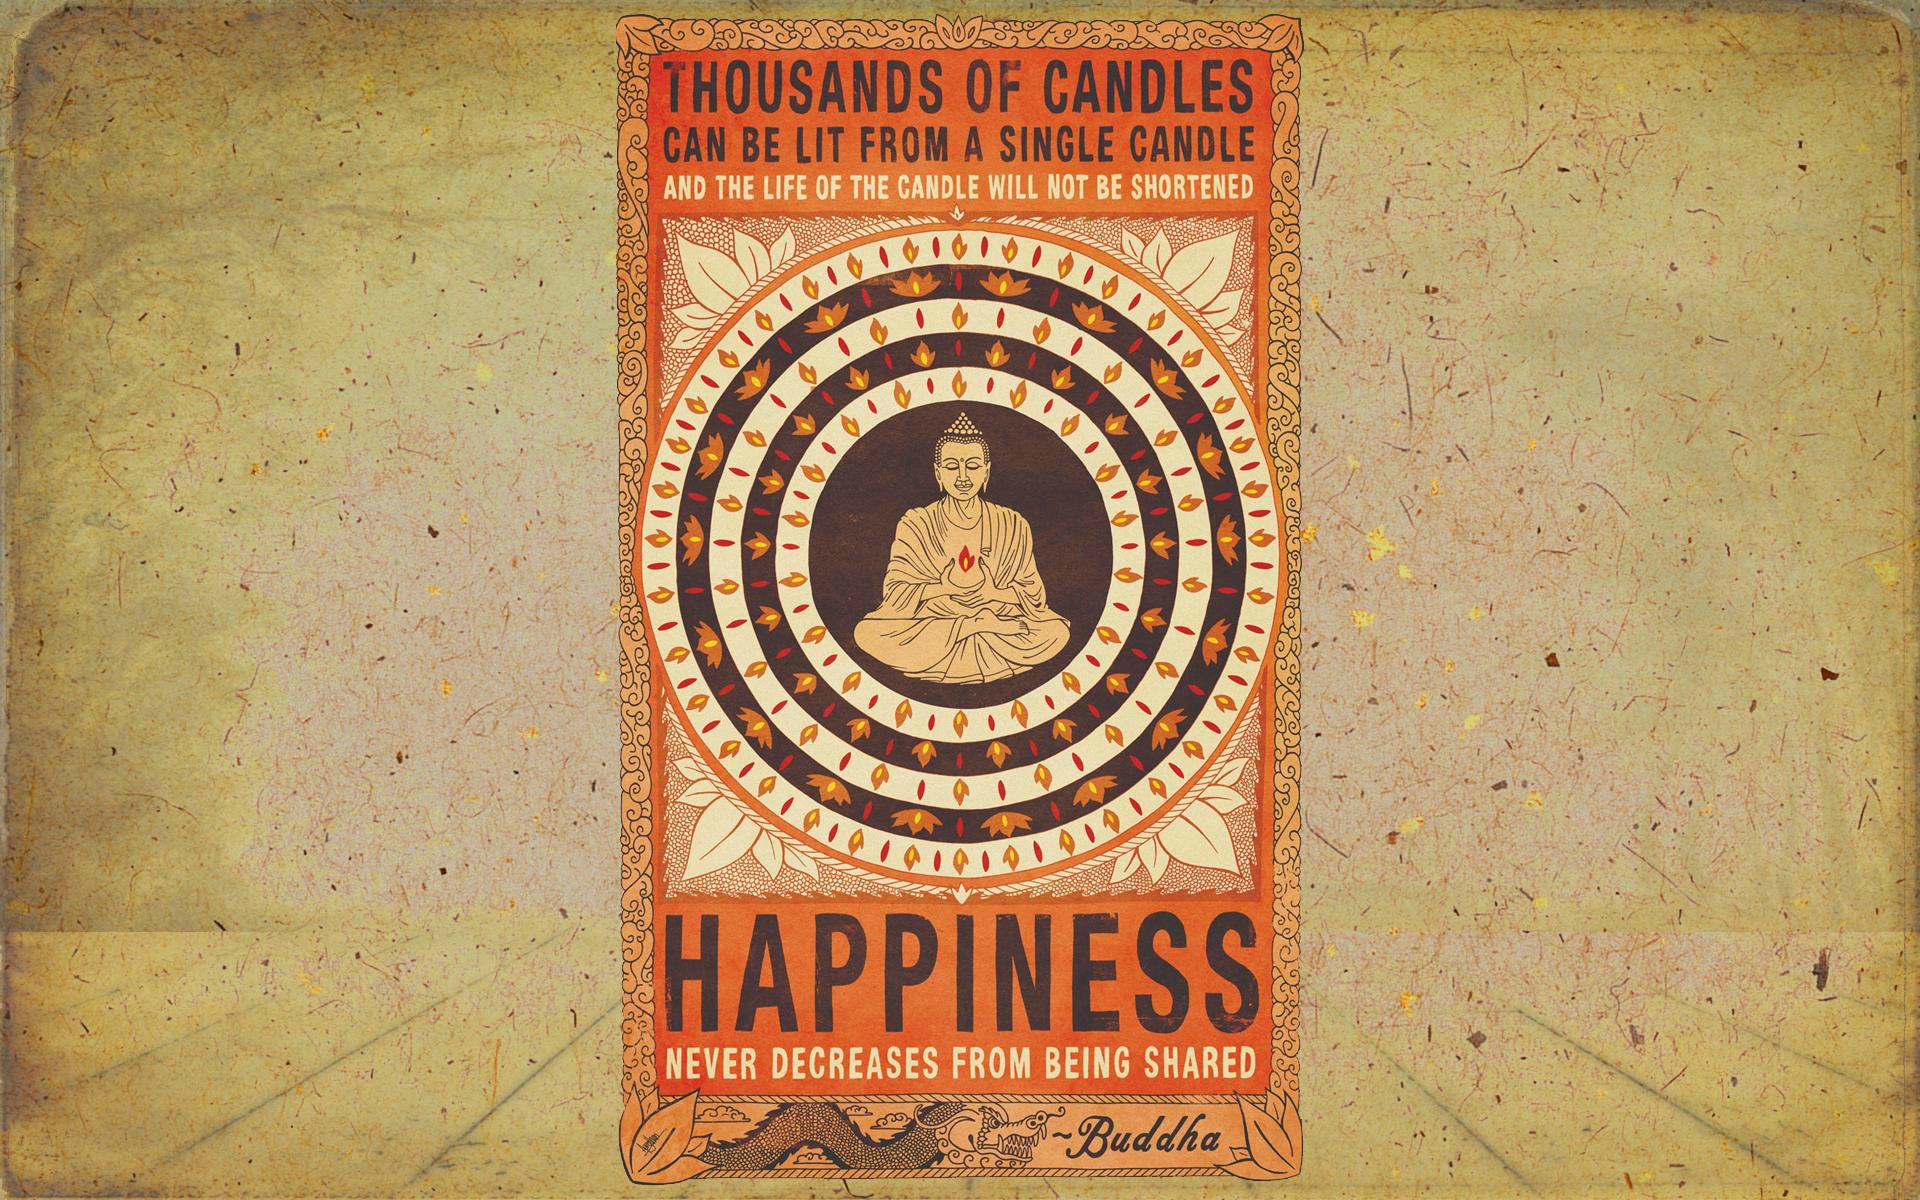 THOUSANDS OF CANDLES
CAN BE LIT FROM A SINGLE CANDLE
AND THE LIFE OF THE CANDLE WILL NOT BE SHORTENED
HAPPINESS
NEVER DECREASES FROM BEING SHARED
~Buddha